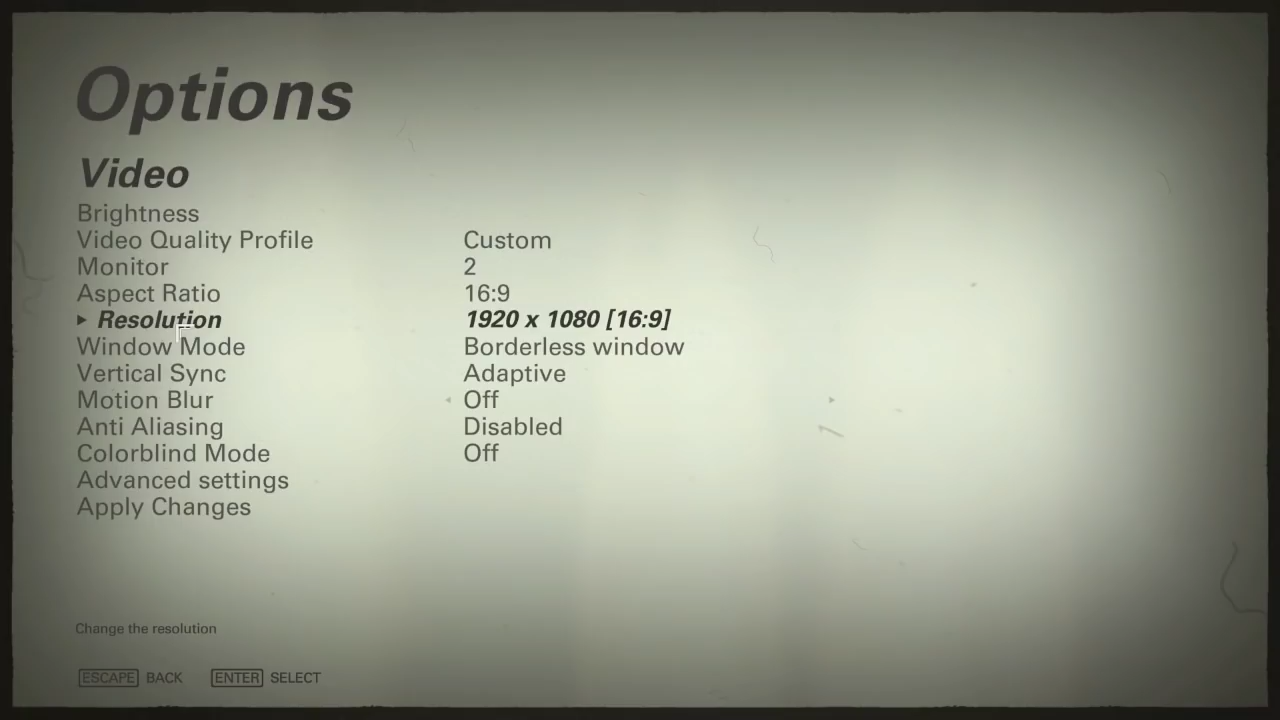 Options
Video
Brightness
Video Quality Profile Custom
Monitor 2
Aspect Ratio 16:9
Resolution 1920 x 1080 [16:9]
Window Mode Borderless window
Vertical Sync Adaptive
Motion Blur Off
Anti Aliasing Disabled
Colorblind Mode Off
Advanced settings
Apply Changes
Change the resolution
ESCAPE BACK ENTER SELECT